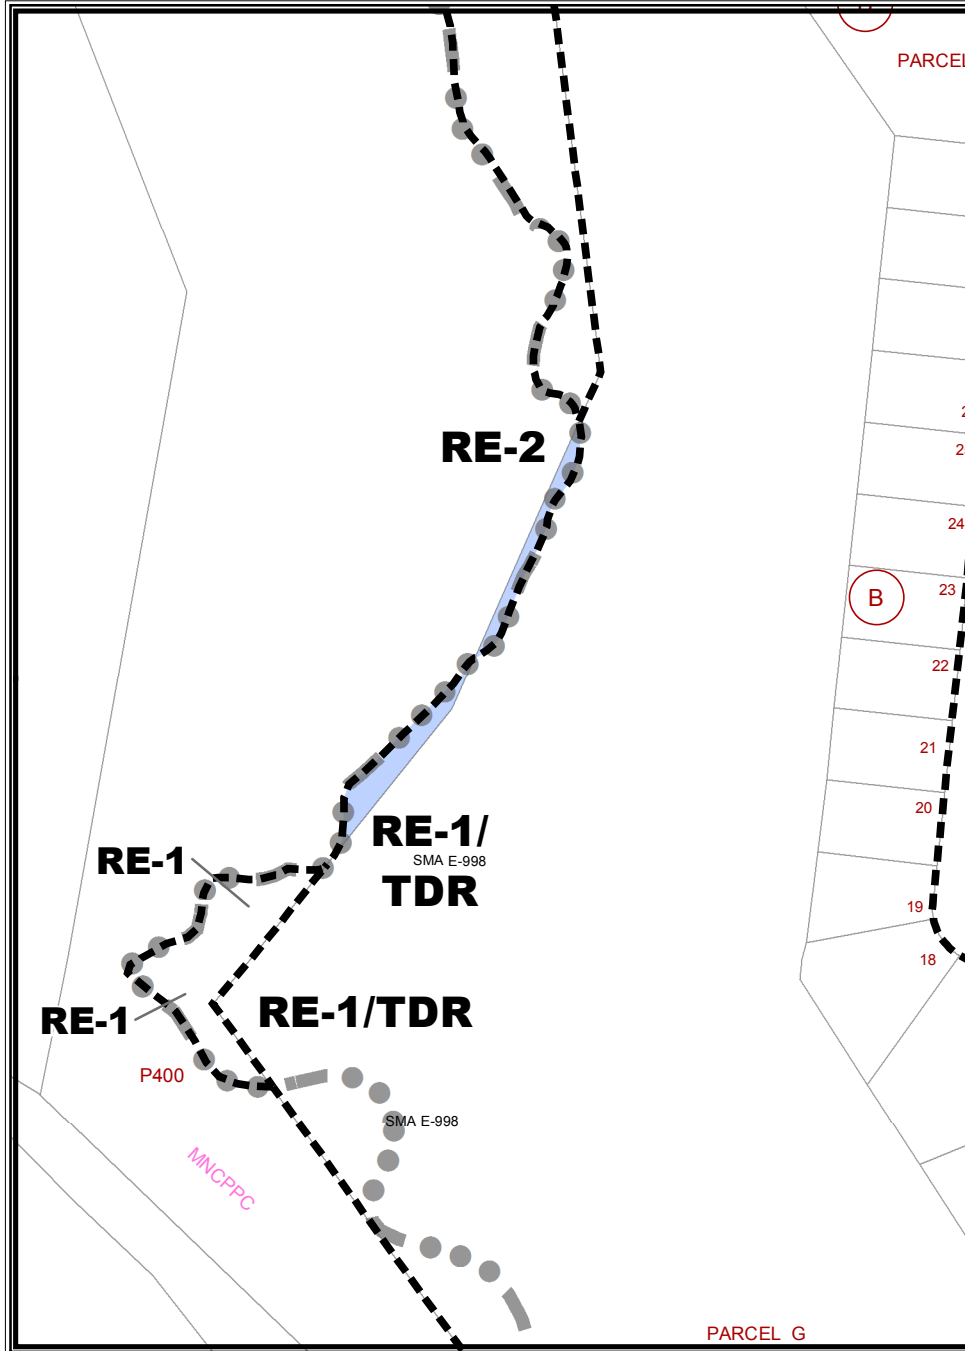 PARCEL
RE-2
24
B
23
22
21
20
RE-1/
SMA E-998
TDR
RE-1
19
18
RE-1/TDR
RE-1
P400
SMA E-998
MNCPPC
PARCEL G